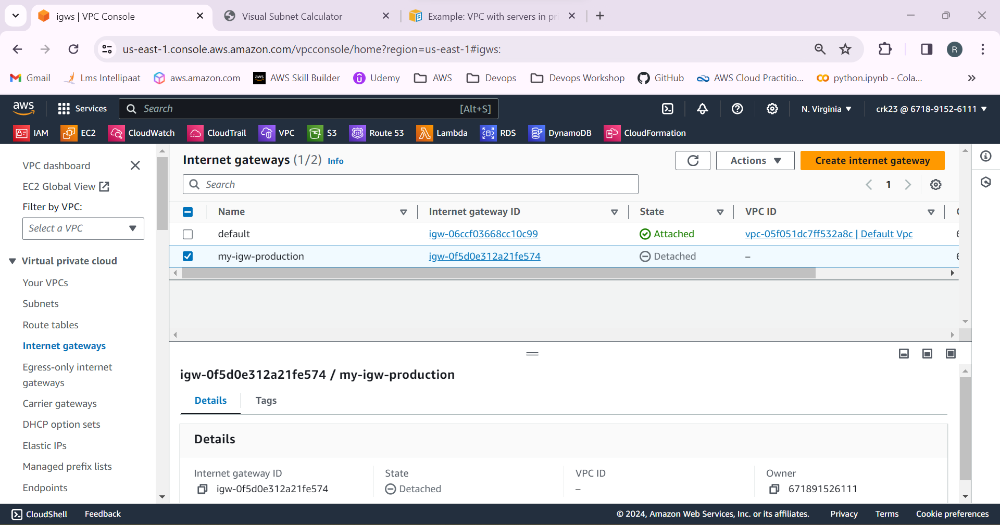 igws | VPC Console
Visual Subnet Calculator
Example: VPC with servers in pri
us-east-1.console.aws.amazon.com/vpcconsole/home?region=us-east-1#igws:
R
Gmail
Lms Intellipaat
aws.amazon.com
aws
AWS Skill Builder
Udemy
AWS
Devops
Devops Workshop
GitHub
AWS Cloud Practitio...
python.ipynb - Cola...
aws
Services
Search
[Alt+S]
N. Virginia
crk23 @ 6718-9152-6111
IAM
EC2
CloudWatch
CloudTrail
VPC
S3
Route 53
Lambda
RDS
DynamoDB
CloudFormation
VPC dashboard
EC2 Global View
Filter by VPC:
Select a VPC
Virtual private cloud
Your VPCs
Subnets
Route tables
Internet gateways
Egress-only internet
gateways
Carrier gateways
DHCP option sets
Elastic IPs
Managed prefix lists
Endpoints
Internet gateways (1/2) Info
Actions
Create internet gateway
Search
1
Name
Internet gateway ID
State
VPC ID
default
igw-06ccf03668cc10c99
Attached
vpc-05f051dc7ff532a8c | Default Vpc
my-igw-production
igw-0f5d0e312a21fe574
Detached
–
igw-0f5d0e312a21fe574 / my-igw-production
Details
Tags
Details
Internet gateway ID
igw-0f5d0e312a21fe574
State
Detached
VPC ID
–
Owner
671891526111
CloudShell
Feedback
© 2024, Amazon Web Services, Inc. or its affiliates.
Privacy
Terms
Cookie preferences